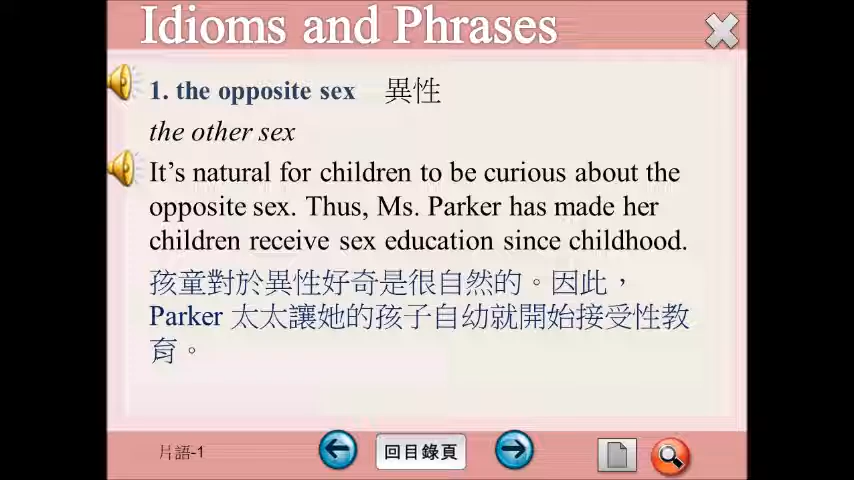 Idioms and Phrases
1. the opposite sex 異性
the other sex
It's natural for children to be curious about the
opposite sex. Thus, Ms. Parker has made her
children receive sex education since childhood.
孩童對於異性好奇是很自然的。因此，
Parker 太太讓她的孩子自幼就開始接受性教
育。
片語-1
回目錄頁